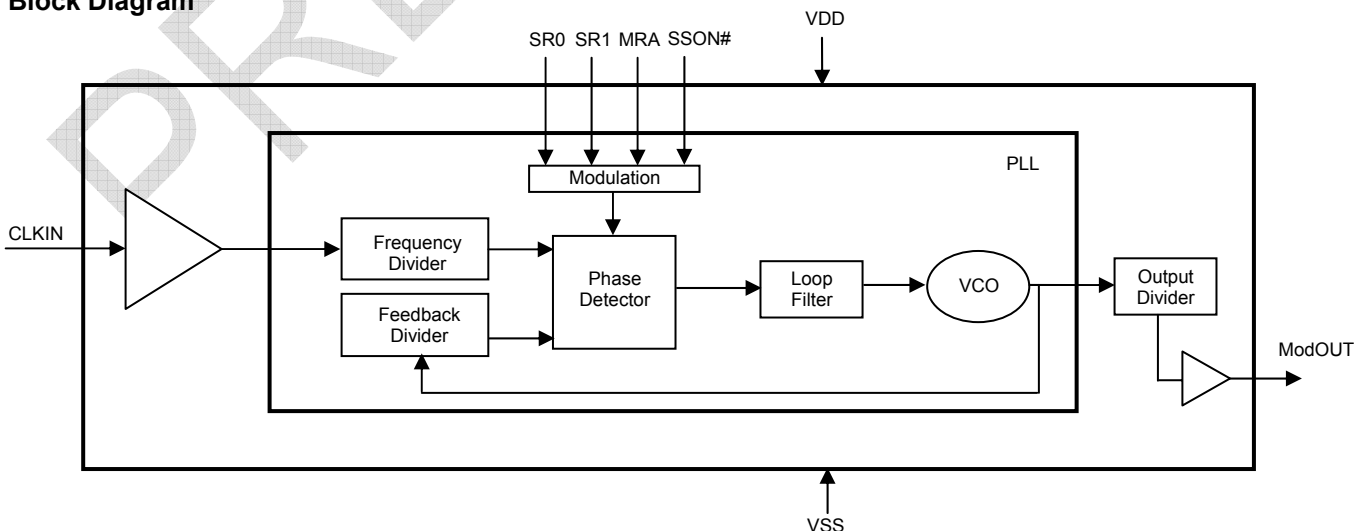 Block Diagram
VDD
SR0 SR1 MRA SSON#
PLL
Modulation
CLKIN
Frequency
Divider
Phase
Detector
Loop
Filter
VCO
Output
Divider
Feedback
Divider
ModOUT
VSS